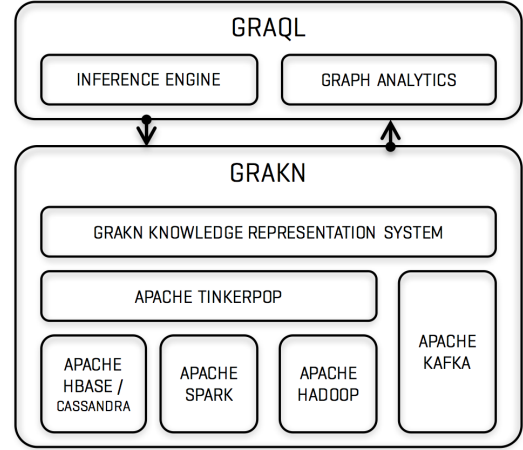 GRAQL
INFERENCE ENGINE
GRAPH ANALYTICS
GRAKN
GRAKN KNOWLEDGE REPRESENTATION SYSTEM
APACHE TINKERPOP
APACHE
KAFKA
APACHE
HBASE /
CASSANDRA
APACHE
SPARK
APACHE
HADOOP